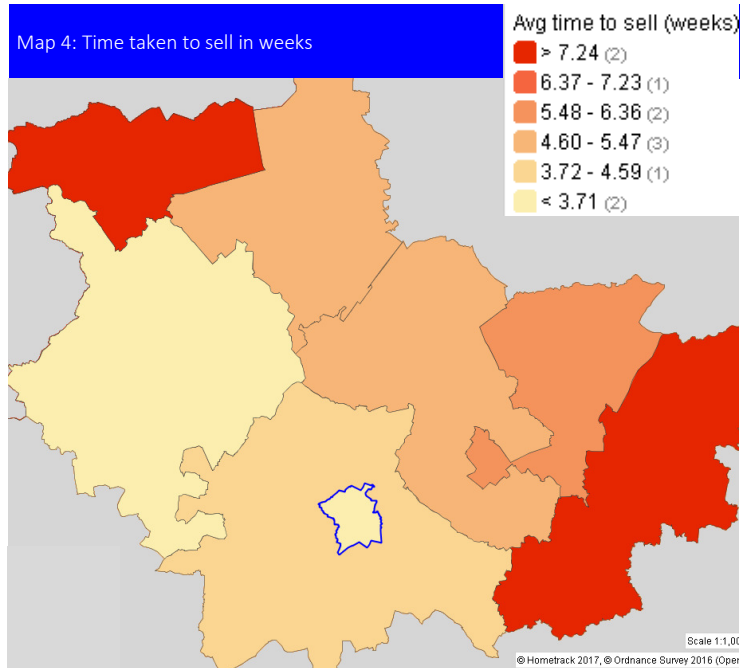 Map 4: Time taken to sell in weeks
Avg time to sell (weeks)
> 7.24 (2)
6.37 - 7.23 (1)
5.48 - 6.36 (2)
4.60 - 5.47 (3)
3.72 - 4.59 (1)
< 3.71 (2)
Scale 1:1,00
© Hometrack 2017, © Ordnance Survey 2016 (Oper